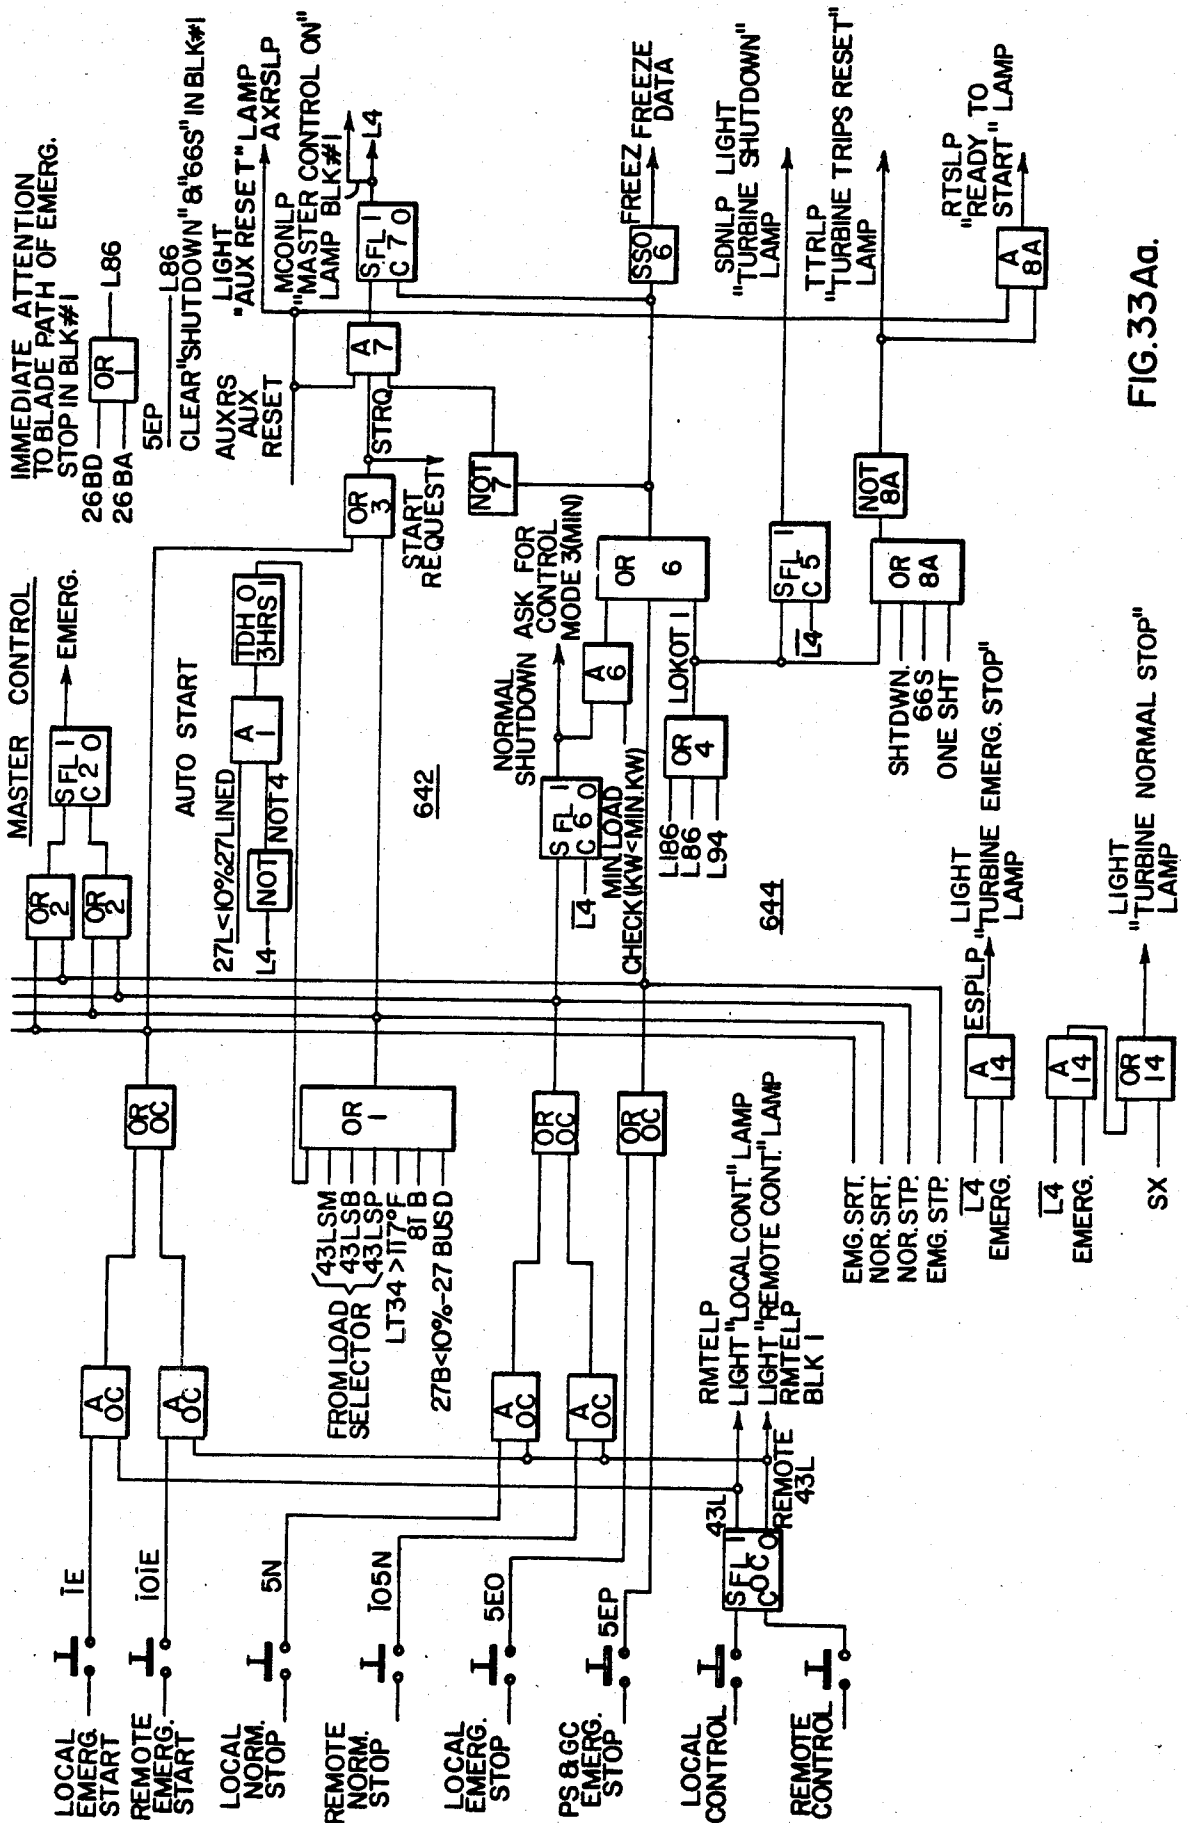 IMMEDIATE ATTENTION
TO BLADE PATH OF EMERG.
STOP IN BLK#1
26BD
26BA
OR
1
L86
5EP
L86
CLEAR"SHUTDOWN"&"66S"IN BLK#1
LIGHT
"AUX RESET"LAMP
AXRSLP
AUXRS
AUX
RESET
MCONLP
"MASTER CONTROL ON"
LAMP BLK#1
MASTER CONTROL
OR
2
OR
2
S FL 1
C 2 0
EMERG.
AUTO START
27L<10%27LINED
L4
NOT
NOT 4
A
1
TDH 0
3HRS 1
OR
3
STRQ
START
REQUEST
A
7
S FL 1
C 7 0
L4
NOT
7
642
LOCAL
EMERG.
START
1E
REMOTE
EMERG.
START
101E
A
OC
A
OC
OR
OC
43LSM
43LSB
43LSP
FROM LOAD
SELECTOR
LT34 >117°F
81 B
27B<10%-27 BUS D
OR
1
LOCAL
NORM.
STOP
5N
REMOTE
NORM.
STOP
105N
A
OC
A
OC
OR
OC
LOCAL
EMERG.
STOP
5EO
PS&GC
EMERG.
STOP
5EP
OR
OC
NORMAL
SHUTDOWN
ASK FOR
CONTROL
MODE 3(MIN)
S FL 1
C 6 0
L4
MIN LOAD
CHECK(KW<MIN.KW)
A
6
OR
6
SSO
6
FREEZ
FREEZE
DATA
L186
L86
L94
OR
4
LOKOT 1
644
S FL 1
C 5
L4
SDNLP LIGHT
"TURBINE SHUTDOWN"
LAMP
TTRLP
"TURBINE TRIPS RESET"
LAMP
SHTDWN.
66S
ONE SHT
OR
8A
NOT
8A
A
8A
RTSLP
"READY TO
START" LAMP
LOCAL
CONTROL
REMOTE
CONTROL
S FL 1
C OC 0
43L
REMOTE
43L
RMTELP
LIGHT"LOCAL CONT."LAMP
LIGHT"REMOTE CONT."LAMP
RMTELP
BLK 1
EMG.SRT.
NOR.SRT.
NOR.STP.
EMG. STP.
L4
EMERG.
A
14
ESPLP
LIGHT
"TURBINE EMERG. STOP"
LAMP
L4
EMERG.
A
14
SX
OR
14
LIGHT
"TURBINE NORMAL STOP"
LAMP
FIG.33Aa.